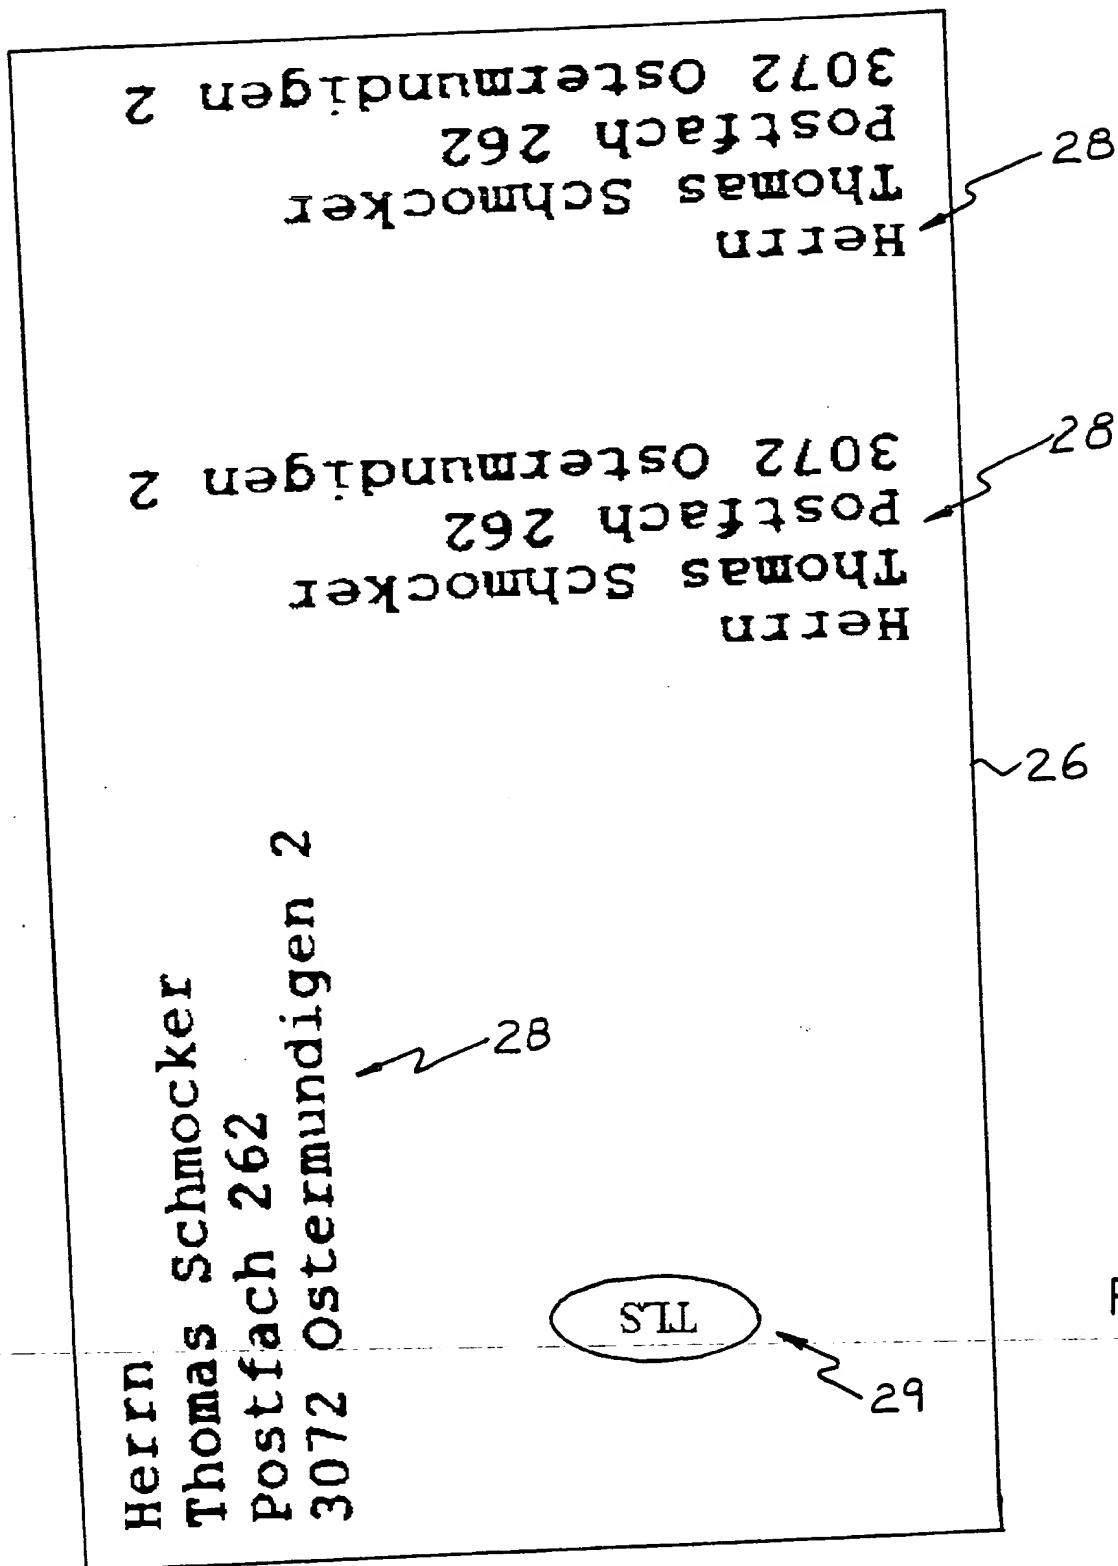 Herrn
Thomas Schmocker
Postfach 262
3072 Ostermundigen 2
28
Herrn
Thomas Schmocker
Postfach 262
3072 Ostermundigen 2
28
26
Herrn
Thomas Schmocker
Postfach 262
3072 Ostermundigen 2
28
TLS
29